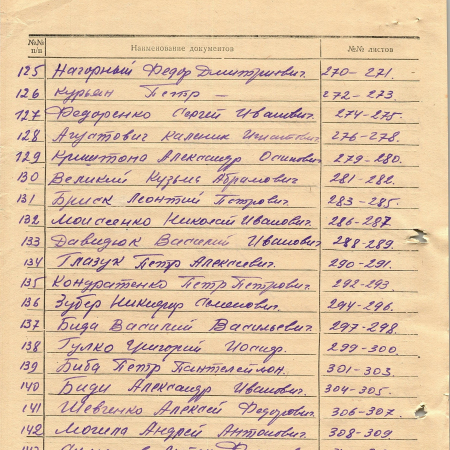 №№ п/п Наименование документов №№ листов
125 Нагорный Федор Дмитриевич. 270-271.
126 Курьян Петр — 272-273.
127 Федоренко Сергей Иванович. 274-275.
128 Агустович Каленик 276-278.
129 Криштопа Александр Осипович 279-280.
130 Великий Кузьма Абрамович 281-282.
131 Бриск Леонтий Петрович. 283-285.
132 Моисеенко Николай Иванович. 286-287
133 Давидюк Василий Иванович 288-289.
134 Глазук Петр Алексеевич. 290-291.
135 Кондратенко Петр Петрович. 292-293.
136 Зубер Никифор Семенович. 294-296.
137 Бида Василий Васильевич. 297-298.
138 Гулко Григорий Иосиф. 299-300.
139 Биба Петр Пантелеймон. 301-303.
140 Биди Александр Иванович. 304-305.
141 Шевченко Алексей Федорович. 306-307.
142 Могила Андрей Антонович. 308-309.